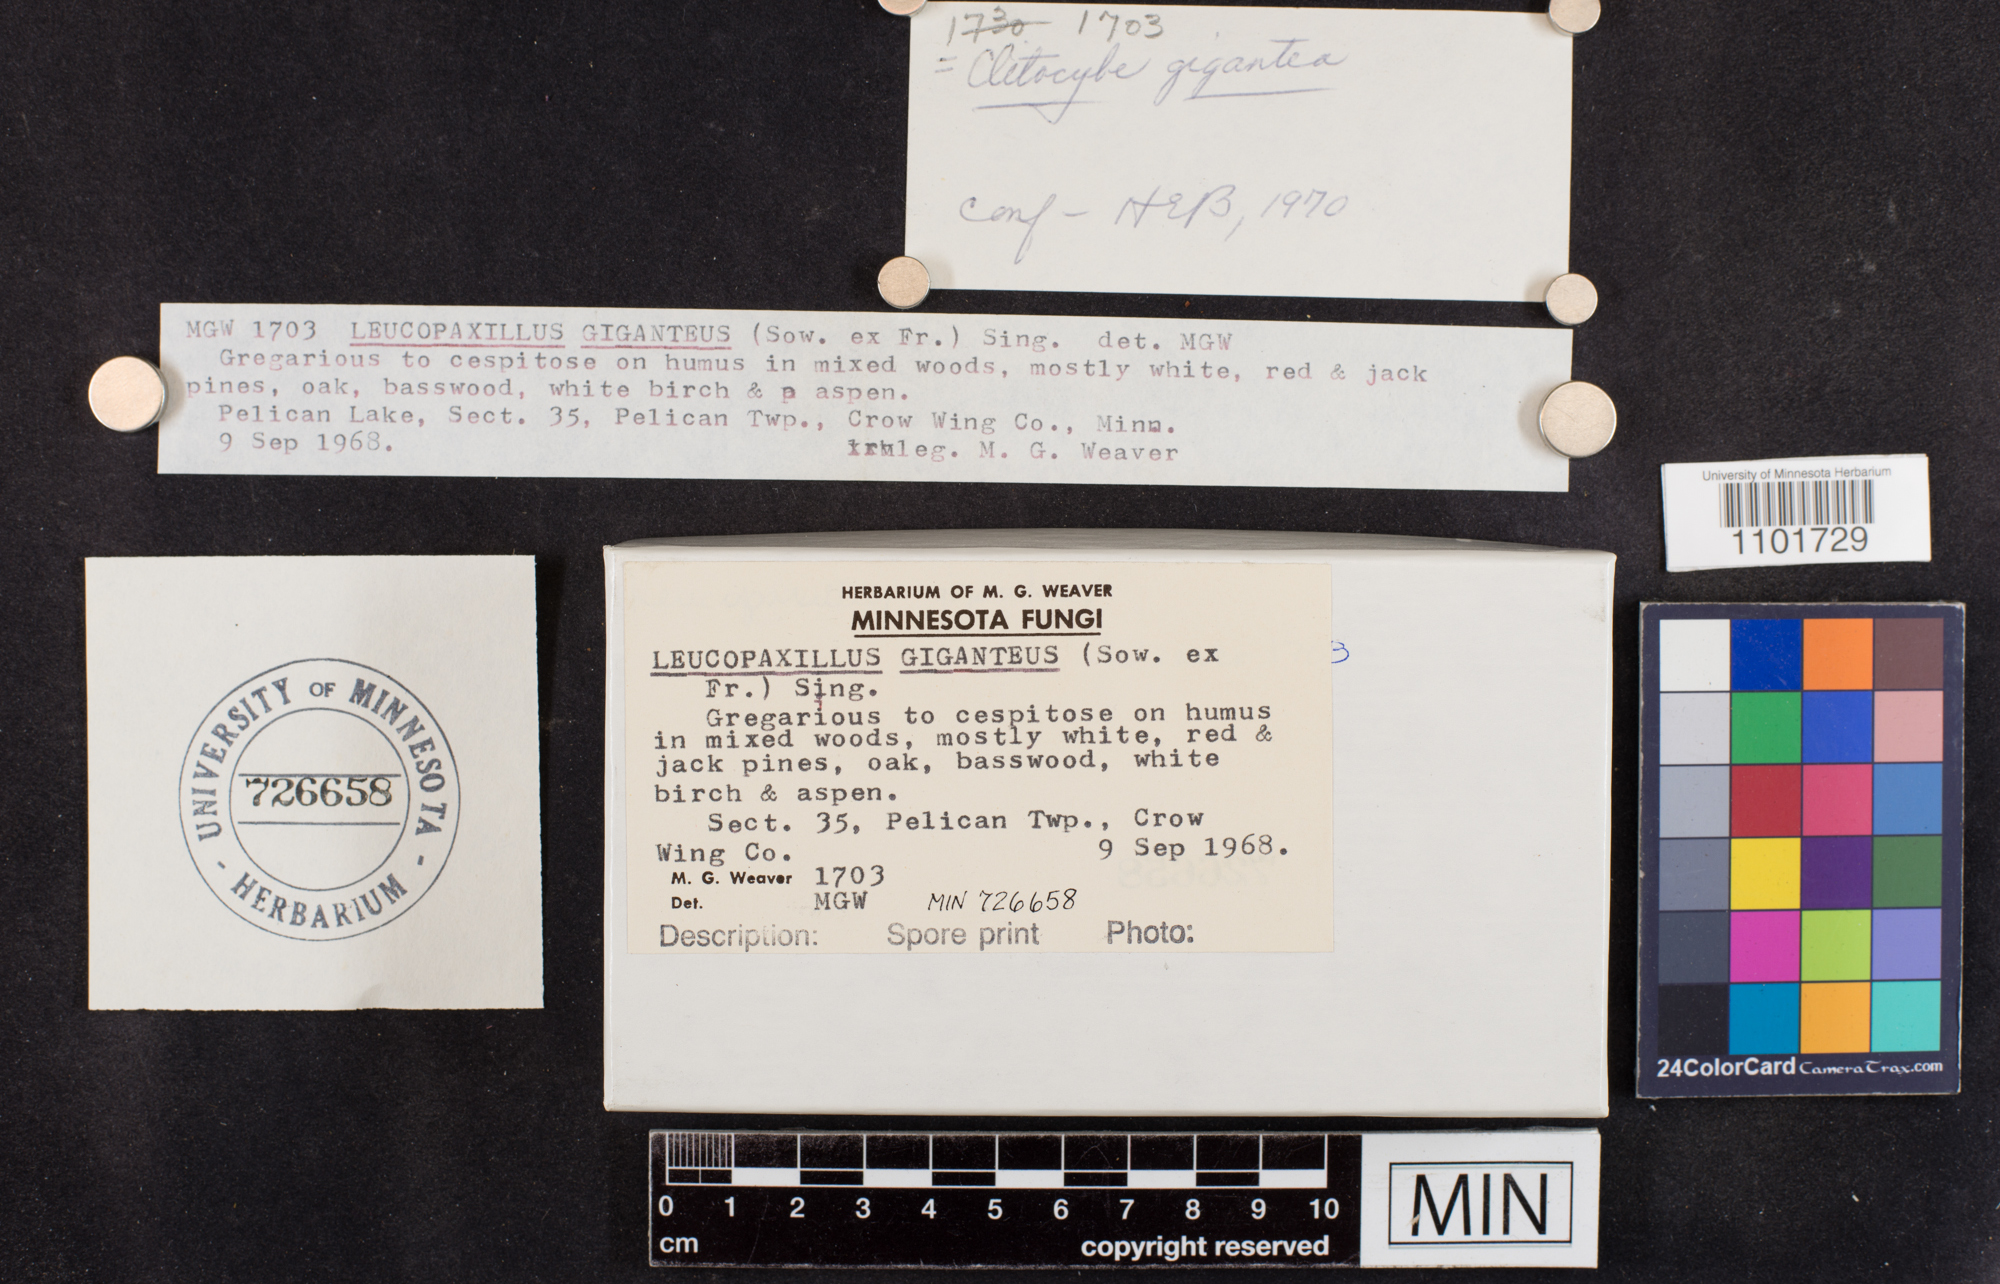 1730 1703
= Clitocybe gigantea
conf - HEB, 1970
MGW 1703 LEUCOPAXILLUS GIGANTEUS (Sow. ex Fr.) Sing. det. MGW
Gregarious to cespitose on humus in mixed woods, mostly white, red & jack
pines, oak, basswood, white birch & p aspen.
Pelican Lake, Sect. 35, Pelican Twp., Crow Wing Co., Minn.
9 Sep 1968. leg. M. G. Weaver
University of Minnesota Herbarium
1101729
UNIVERSITY OF MINNESOTA
726658
- HERBARIUM -
HERBARIUM OF M. G. WEAVER
MINNESOTA FUNGI
LEUCOPAXILLUS GIGANTEUS (Sow. ex
Fr.) Sing.
Gregarious to cespitose on humus
in mixed woods, mostly white, red &
jack pines, oak, basswood, white
birch & aspen.
Sect. 35, Pelican Twp., Crow
Wing Co. 9 Sep 1968.
M. G. Weaver 1703
Det. MGW MIN 726658
Description: Spore print Photo:
3
24ColorCard CameraTrax.com
0 1 2 3 4 5 6 7 8 9 10
cm copyright reserved
MIN